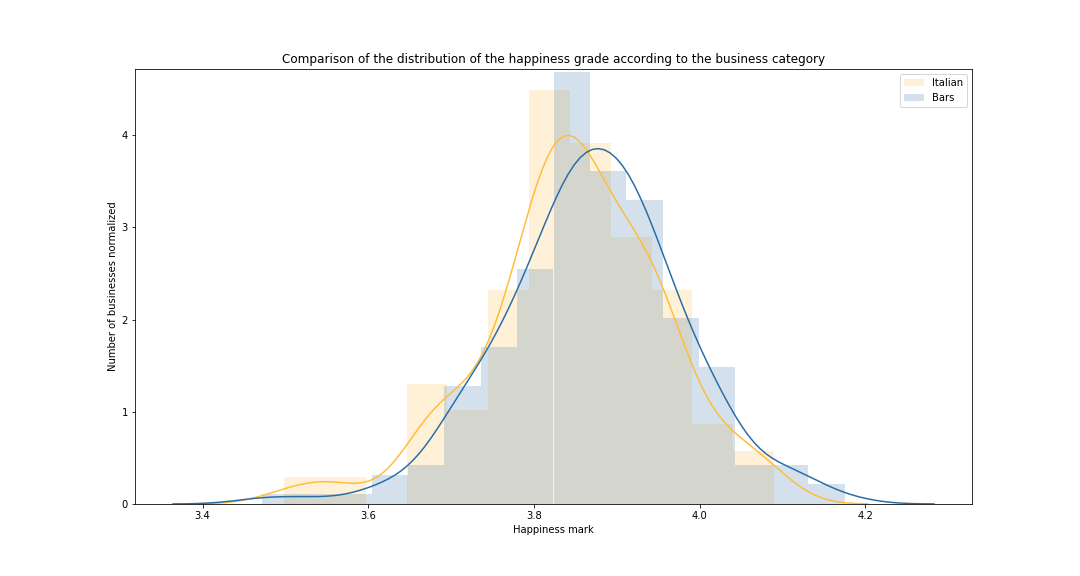 Comparison of the distribution of the happiness grade according to the business category
Italian
Bars
Number of businesses normalized
4
3
2
1
0
3.4
3.6
3.8
4.0
4.2
Happiness mark